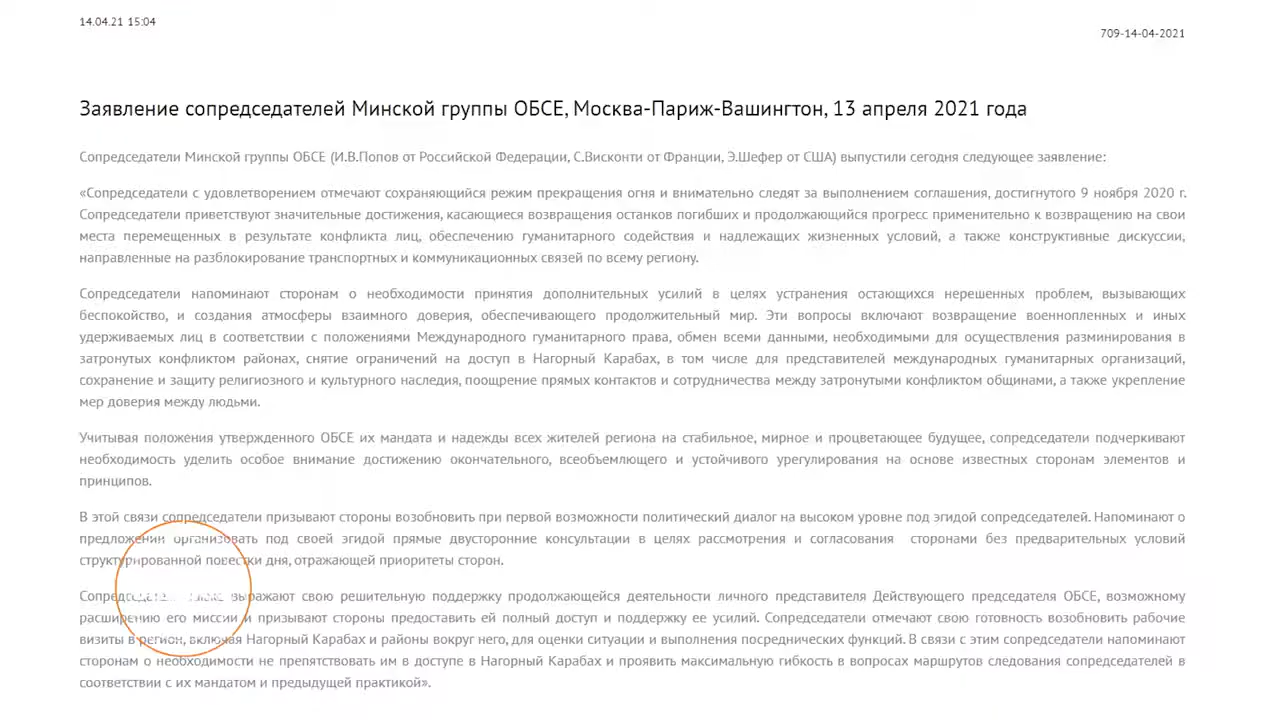 14.04.21 15:04
709-14-04-2021
Заявление сопредседателей Минской группы ОБСЕ, Москва-Париж-Вашингтон, 13 апреля 2021 года
Сопредседатели Минской группы ОБСЕ (И.В.Попов от Российской Федерации, С.Висконти от Франции, Э.Шефер от США) выпустили сегодня следующее заявление:
«Сопредседатели с удовлетворением отмечают сохраняющийся режим прекращения огня и внимательно следят за выполнением соглашения, достигнутого 9 ноября 2020 г.
Сопредседатели приветствуют значительные достижения, касающиеся возвращения останков погибших и продолжающийся прогресс применительно к возвращению на свои
места перемещенных в результате конфликта лиц, обеспечению гуманитарного содействия и надлежащих жизненных условий, а также конструктивные дискуссии,
направленные на разблокирование транспортных и коммуникационных связей по всему региону.
Сопредседатели напоминают сторонам о необходимости принятия дополнительных усилий в целях устранения остающихся нерешенных проблем, вызывающих
беспокойство, и создания атмосферы взаимного доверия, обеспечивающего продолжительный мир. Эти вопросы включают возвращение военнопленных и иных
удерживаемых лиц в соответствии с положениями Международного гуманитарного права, обмен всеми данными, необходимыми для осуществления разминирования в
затронутых конфликтом районах, снятие ограничений на доступ в Нагорный Карабах, в том числе для представителей международных гуманитарных организаций,
сохранение и защиту религиозного и культурного наследия, поощрение прямых контактов и сотрудничества между затронутыми конфликтом общинами, а также укрепление
мер доверия между людьми.
Учитывая положения утвержденного ОБСЕ их мандата и надежды всех жителей региона на стабильное, мирное и процветающее будущее, сопредседатели подчеркивают
необходимость уделить особое внимание достижению окончательного, всеобъемлющего и устойчивого урегулирования на основе известных сторонам элементов и
принципов.
В этой связи сопредседатели призывают стороны возобновить при первой возможности политический диалог на высоком уровне под эгидой сопредседателей. Напоминают о
предложении организовать под своей эгидой прямые двусторонние консультации в целях рассмотрения и согласования сторонами без предварительных условий
структурированной повестки дня, отражающей приоритеты сторон.
выражают свою решительную поддержку продолжающейся деятельности личного представителя Действующего председателя ОБСЕ, возможному
расширению его миссии и призывают стороны предоставить ей полный доступ и поддержку ее усилий. Сопредседатели отмечают свою готовность возобновить рабочие
визиты в регион, включая Нагорный Карабах и районы вокруг него, для оценки ситуации и выполнения посреднических функций. В связи с этим сопредседатели напоминают
сторонам о необходимости не препятствовать им в доступе в Нагорный Карабах и проявить максимальную гибкость в вопросах маршрутов следования сопредседателей в
соответствии с их мандатом и предыдущей практикой».